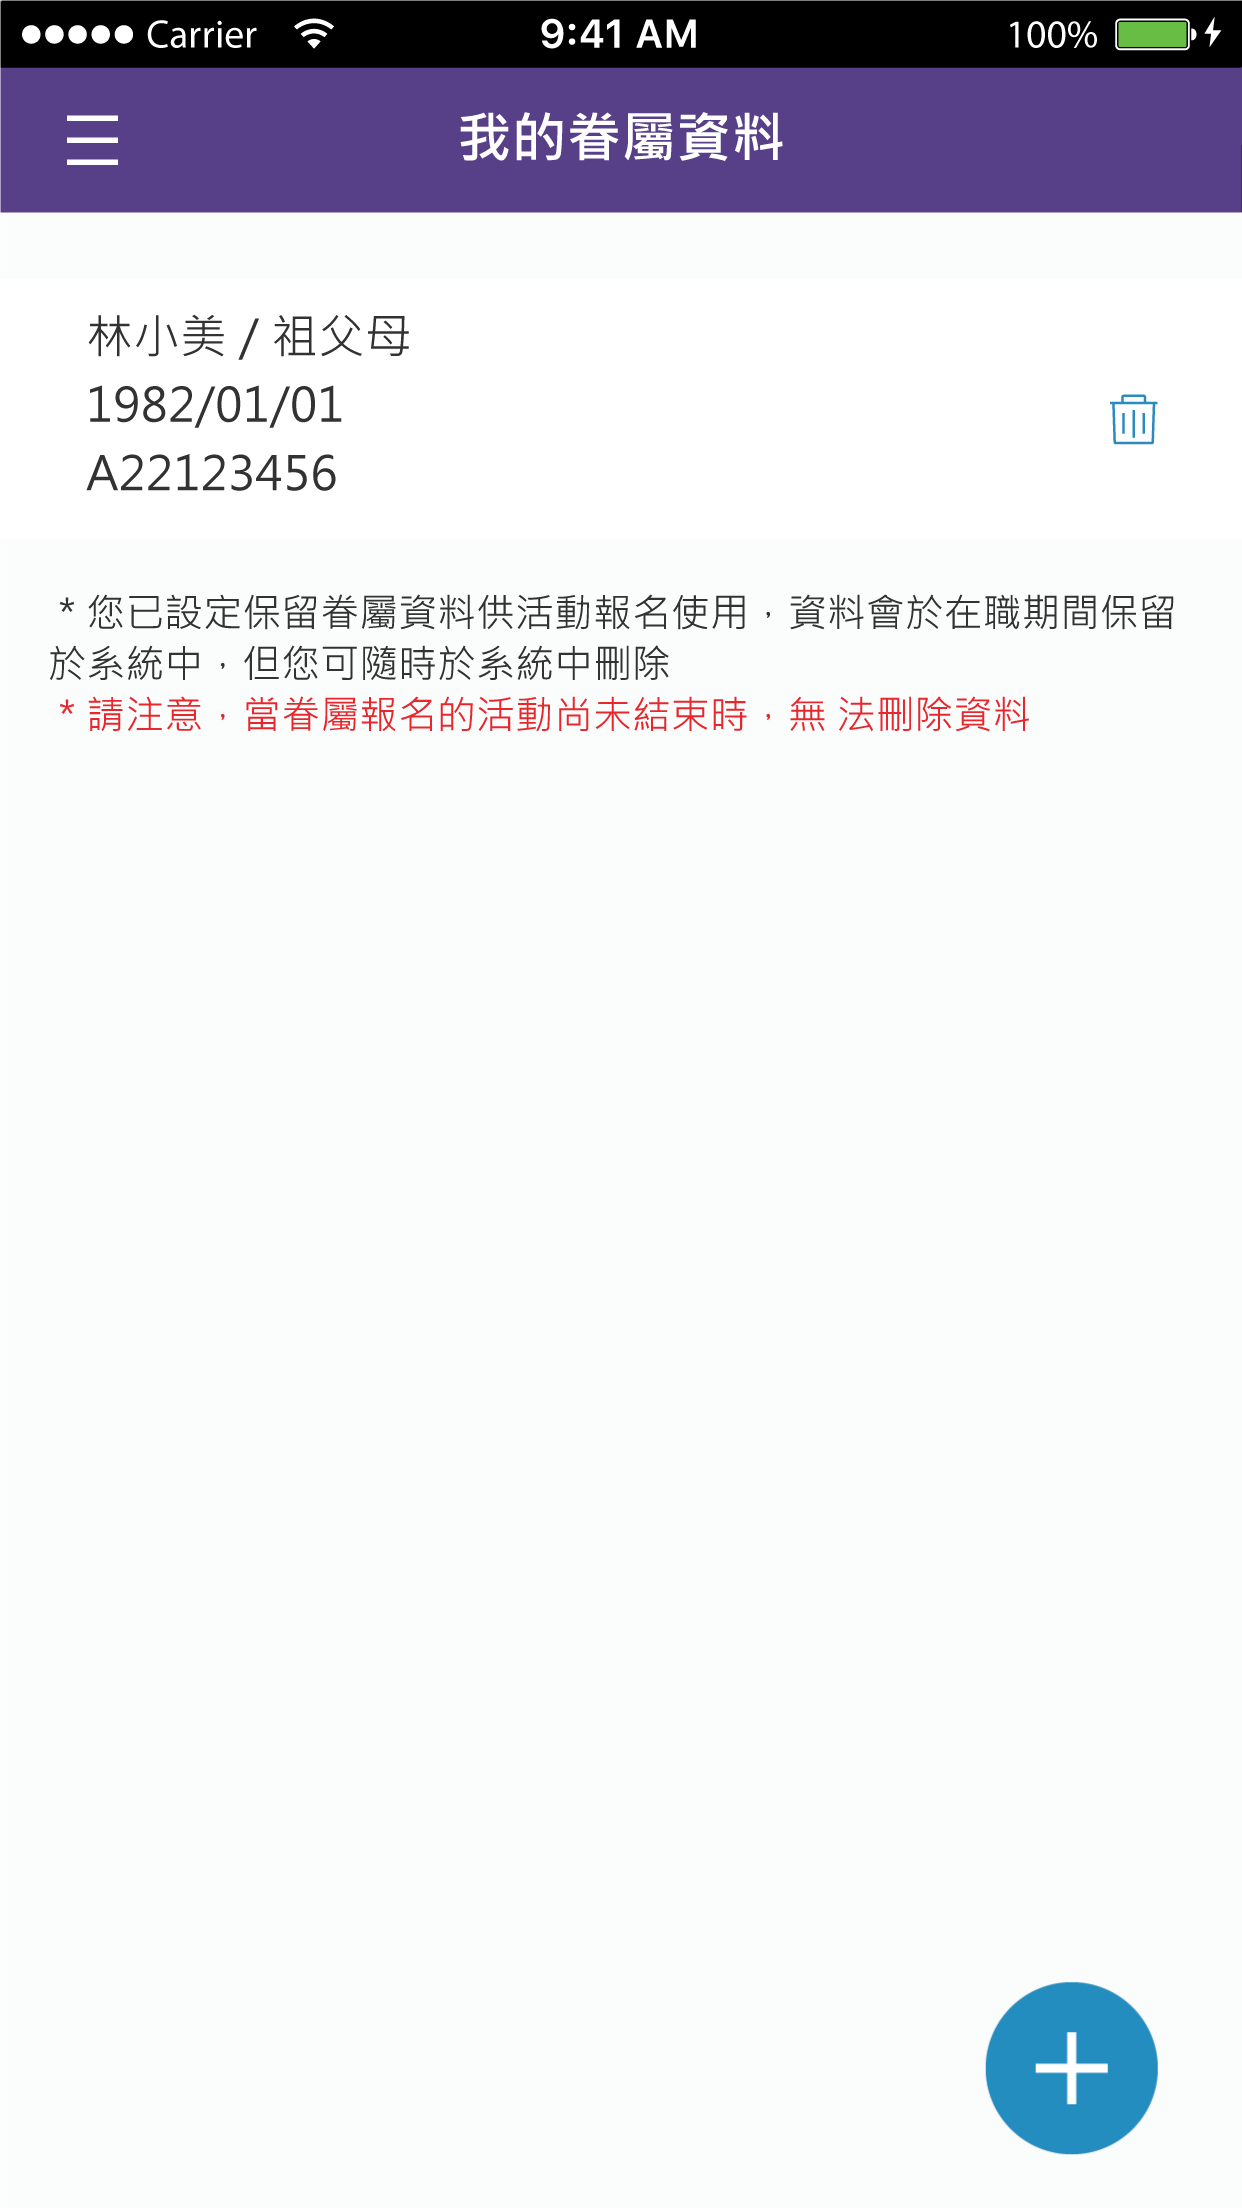 Carrier 9:41 AM 100%
我的眷屬資料
林小美 / 祖父母
1982/01/01
A22123456
* 您已設定保留眷屬資料供活動報名使用，資料會於在職期間保留
於系統中，但您可隨時於系統中刪除
* 請注意，當眷屬報名的活動尚未結束時，無 法刪除資料